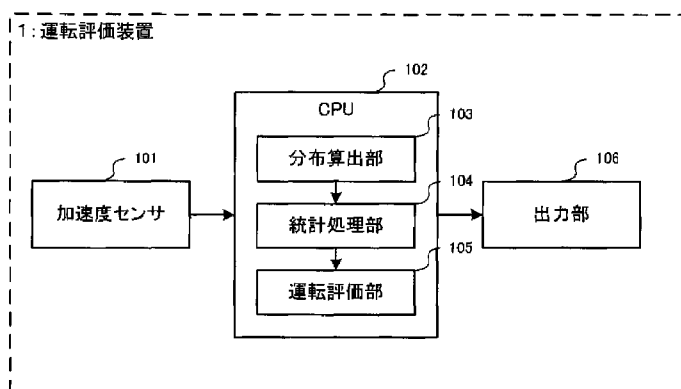 1：運転評価装置
102
CPU
103
分布算出部
101
104
106
加速度センサ
統計処理部
出力部
105
運転評価部